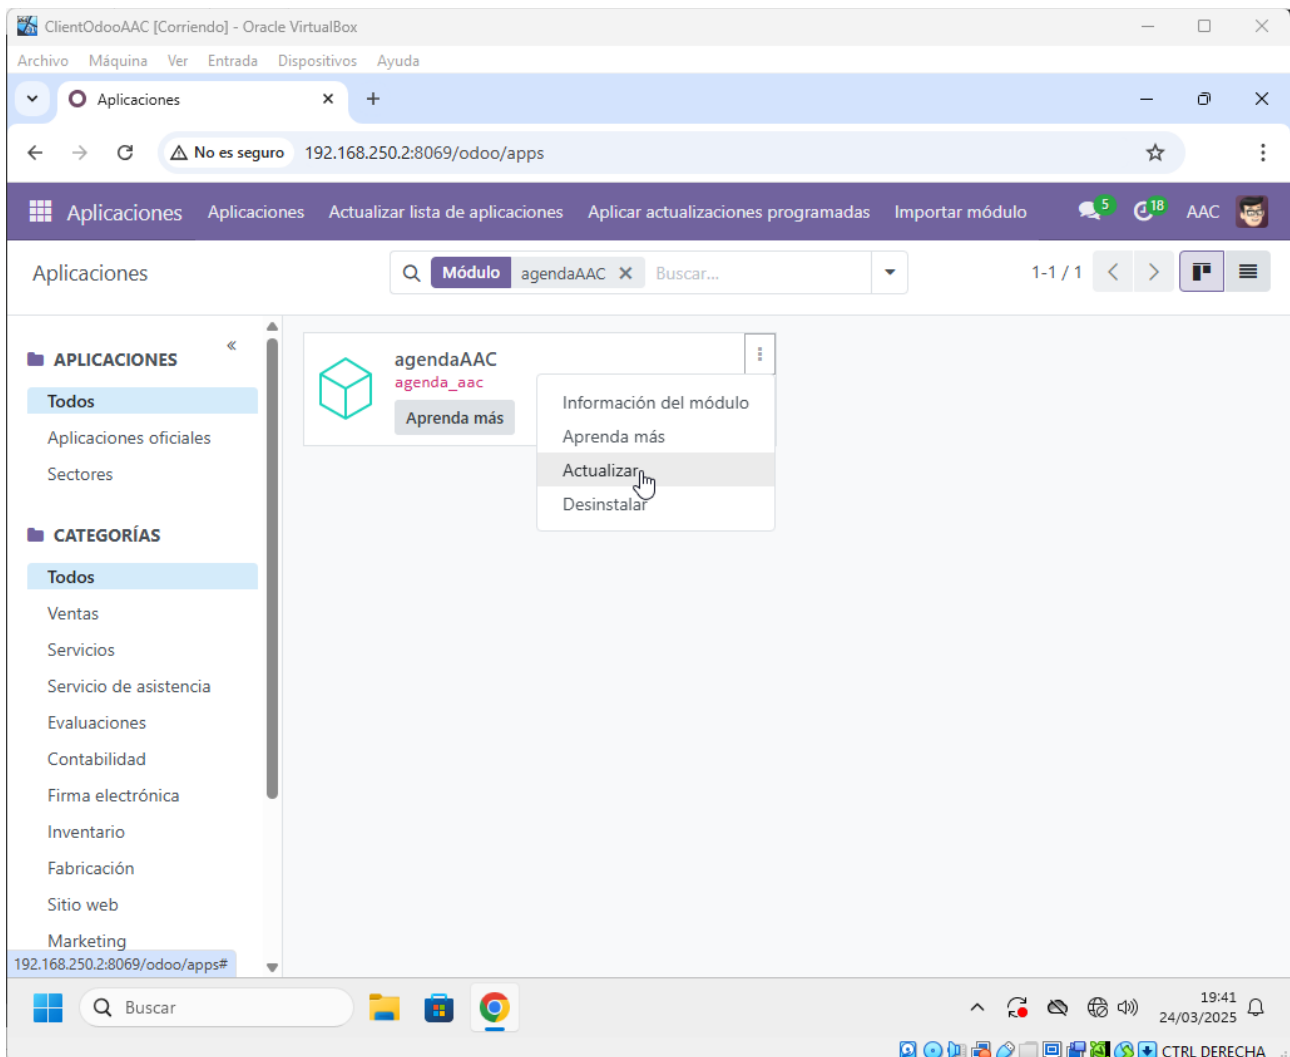 ClientOdooAAC [Corriendo] - Oracle VirtualBox
Archivo Máquina Ver Entrada Dispositivos Ayuda
Aplicaciones
No es seguro 192.168.250.2:8069/odoo/apps
Aplicaciones Aplicaciones Actualizar lista de aplicaciones Aplicar actualizaciones programadas Importar módulo 5 18 AAC
Aplicaciones Módulo agendaAAC Buscar... 1-1 / 1
APLICACIONES
Todos
Aplicaciones oficiales
Sectores
CATEGORÍAS
Todos
Ventas
Servicios
Servicio de asistencia
Evaluaciones
Contabilidad
Firma electrónica
Inventario
Fabricación
Sitio web
Marketing
agendaAAC
agenda_aac
Aprenda más
Información del módulo
Aprenda más
Actualizar
Desinstalar
192.168.250.2:8069/odoo/apps#
Buscar
19:41
24/03/2025
CTRL DERECHA